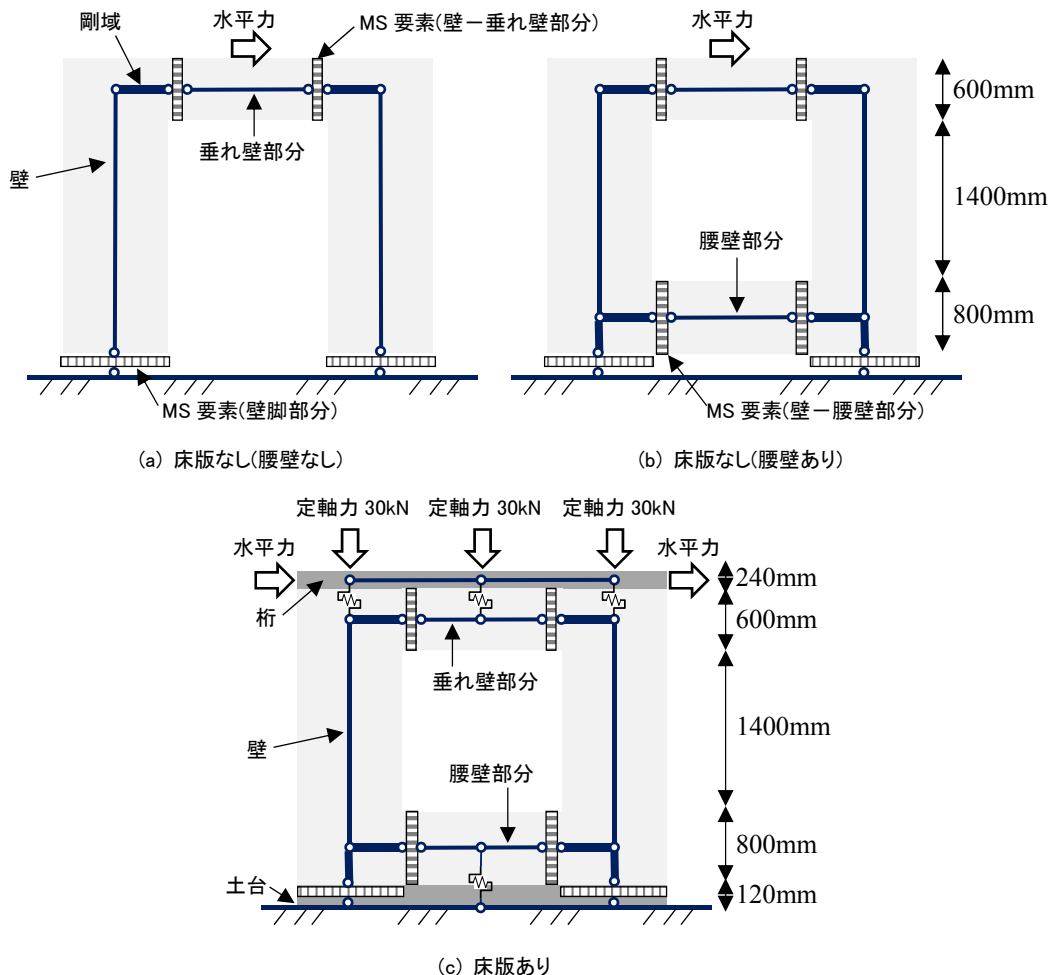 水平力
MS 要素(壁－垂れ壁部分)
剛域
垂れ壁部分
壁
MS 要素(壁脚部分)
(a) 床版なし(腰壁なし)
水平力
600mm
1400mm
腰壁部分
800mm
MS 要素(壁－腰壁部分)
(b) 床版なし(腰壁あり)
定軸力 30kN
定軸力 30kN
定軸力 30kN
水平力
水平力
240mm
桁
600mm
垂れ壁部分
1400mm
壁
腰壁部分
800mm
土台
120mm
(c) 床版あり